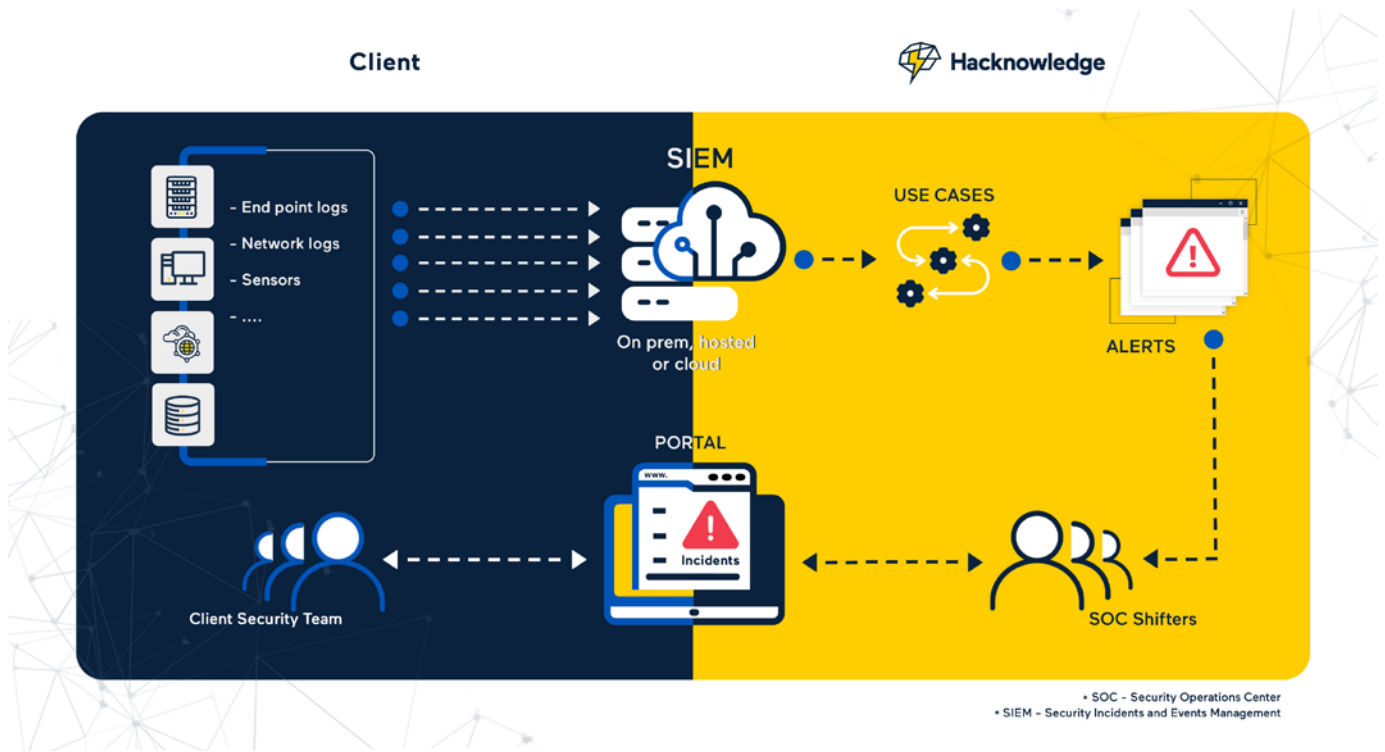 Client
Hacknowledge
SIEM
USE CASES
- End point logs
- Network logs
- Sensors
- ....
On prem, hosted
or cloud
ALERTS
PORTAL
www.
Incidents
Client Security Team
SOC Shifters
* SOC - Security Operations Center
* SIEM - Security Incidents and Events Management